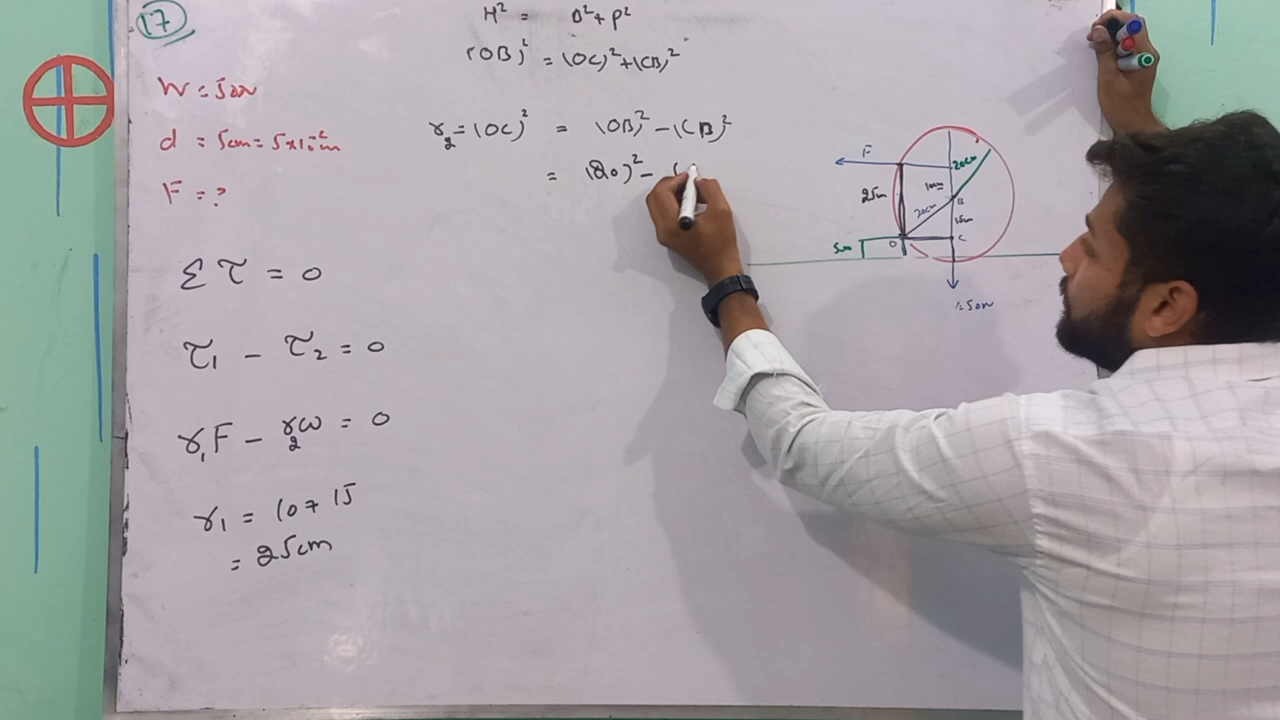 17
H² = B² + P²
(OB)² = (OC)² + (CB)²
W = 50N
d = 5cm = 5×10⁻²m
F = ?
r₂ = (OC)² = (OB)² - (CB)²
= (20)² - (
Στ = 0
τ₁ - τ₂ = 0
r₁F - r₂ω = 0
r₁ = 10+15
= 25cm
F
20cm
25cm
10cm
B
20cm
15cm
5cm
O
C
50N